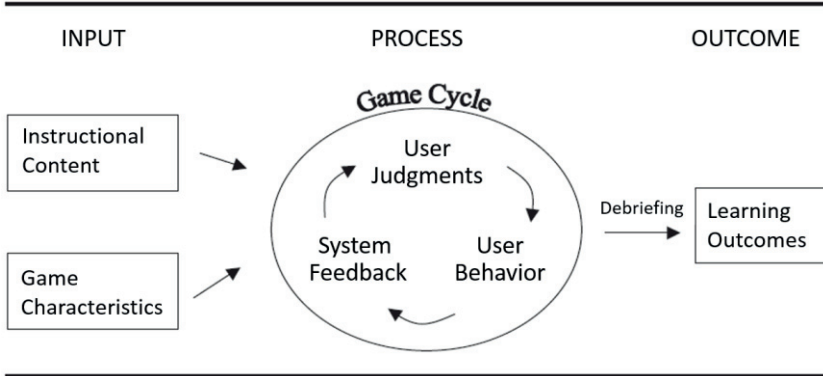 INPUT
PROCESS
OUTCOME
Game Cycle
Instructional
Content
User
Judgments
Debriefing
Learning
Outcomes
System
Feedback
User
Behavior
Game
Characteristics